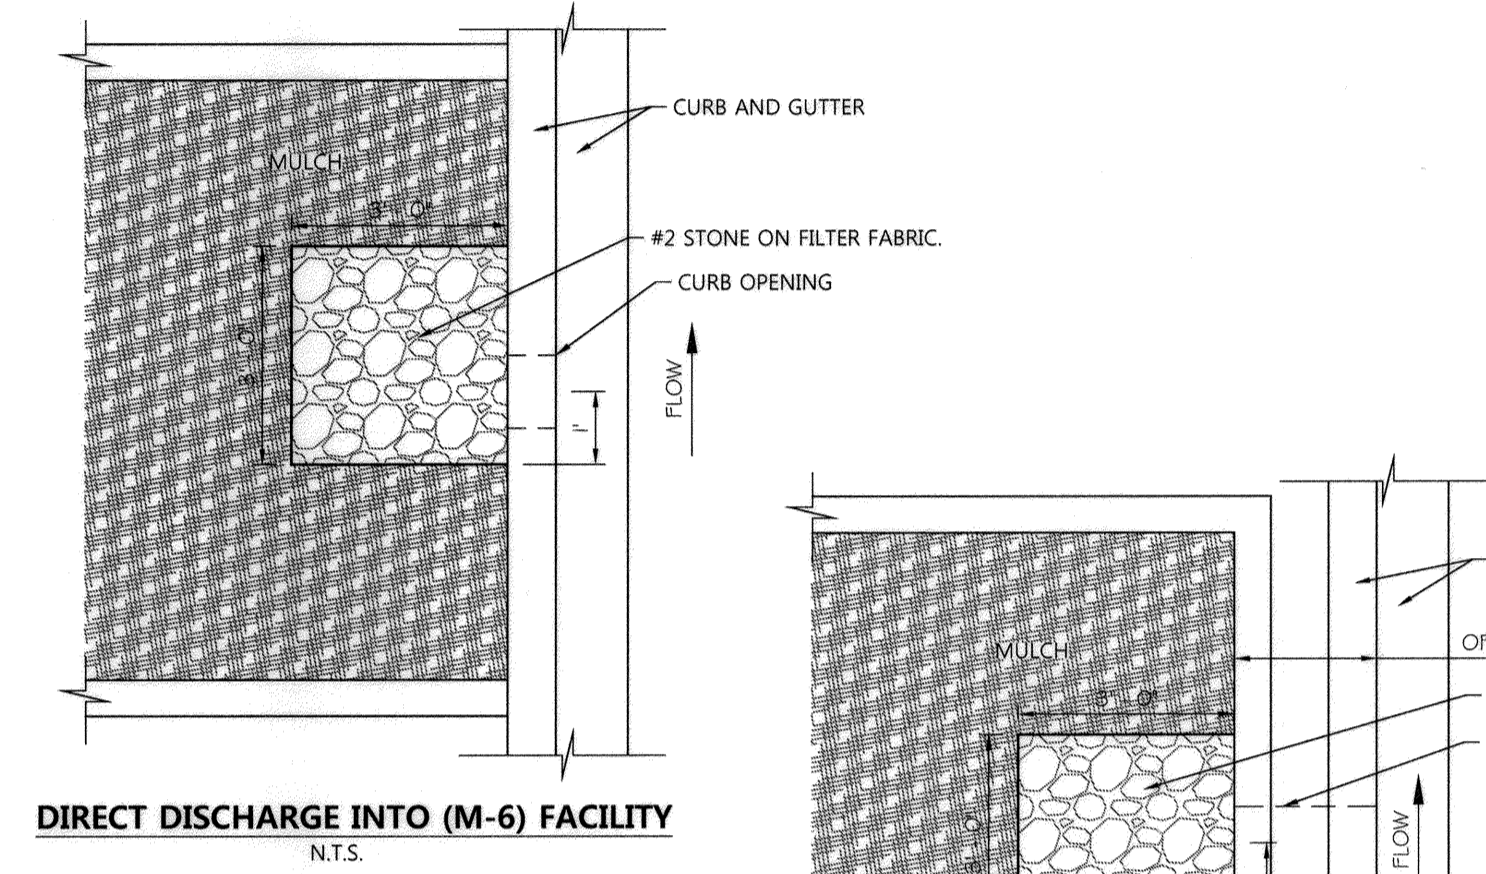 CURB AND GUTTER
MULCH
3' - 0"
#2 STONE ON FILTER FABRIC.
CURB OPENING
3' - 0"
FLOW
1'
DIRECT DISCHARGE INTO (M-6) FACILITY
N.T.S.
MULCH
3' - 0"
FLOW